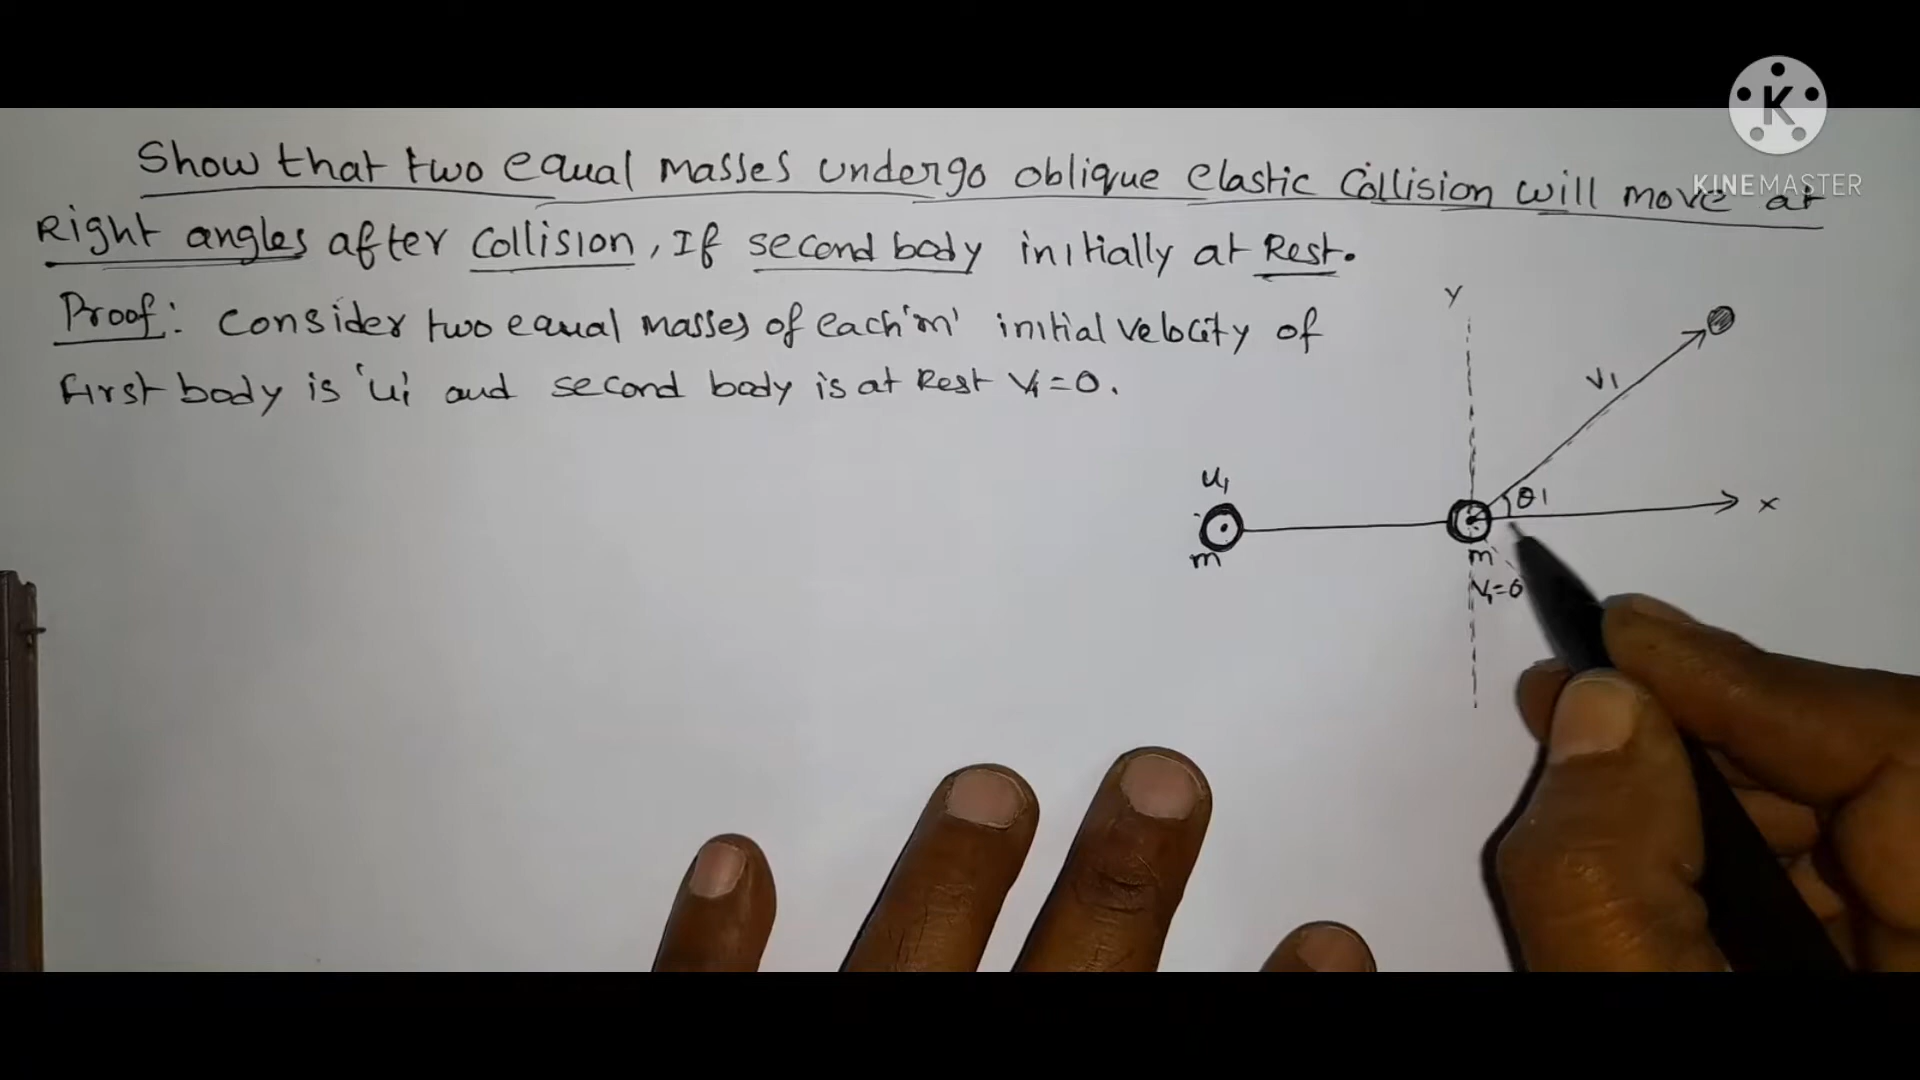 K
KINEMASTER
Show that two equal masses undergo oblique elastic Collision will move at
Right angles after collision, If second body initially at Rest.
Proof: Consider two equal masses of each 'm' initial velocity of
first body is 'u1' and second body is at Rest V1=0.
Y
V1
u1
θ1
x
m
m
V1=0